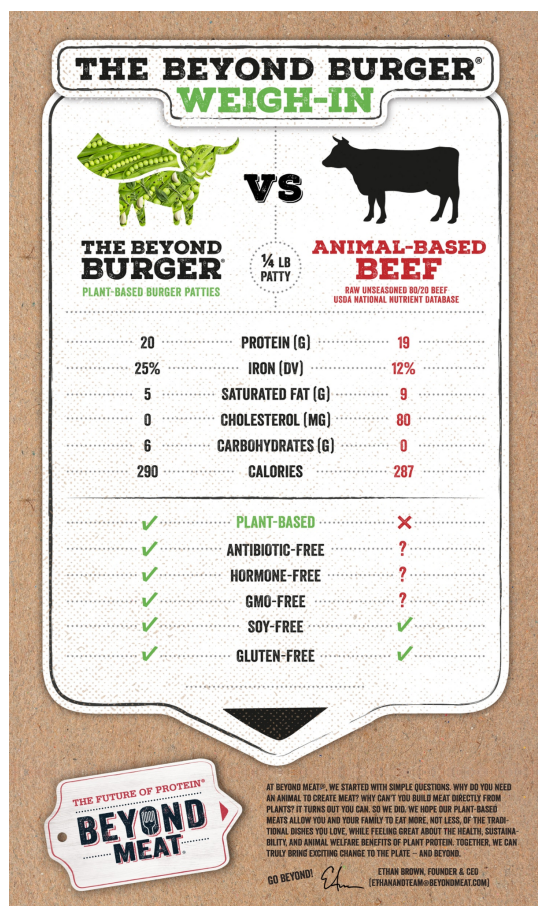 THE BEYOND BURGER®
WEIGH-IN
VS
THE BEYOND
BURGER®
PLANT-BASED BURGER PATTIES
¼ LB
PATTY
ANIMAL-BASED
BEEF
RAW UNSEASONED 80/20 BEEF
USDA NATIONAL NUTRIENT DATABASE
20 PROTEIN (G) 19
25% IRON (DV) 12%
5 SATURATED FAT (G) 9
0 CHOLESTEROL (MG) 80
6 CARBOHYDRATES (G) 0
290 CALORIES 287
✓ PLANT-BASED ✗
✓ ANTIBIOTIC-FREE ?
✓ HORMONE-FREE ?
✓ GMO-FREE ?
✓ SOY-FREE ✓
✓ GLUTEN-FREE ✓
THE FUTURE OF PROTEIN®
BEYOND
MEAT®
AT BEYOND MEAT®, WE STARTED WITH SIMPLE QUESTIONS. WHY DO YOU NEED
AN ANIMAL TO CREATE MEAT? WHY CAN'T YOU BUILD MEAT DIRECTLY FROM
PLANTS? IT TURNS OUT YOU CAN. SO WE DID. WE HOPE OUR PLANT-BASED
MEATS ALLOW YOU AND YOUR FAMILY TO EAT MORE, NOT LESS, OF THE TRADI-
TIONAL DISHES YOU LOVE, WHILE FEELING GREAT ABOUT THE HEALTH, SUSTAINA-
BILITY, AND ANIMAL WELFARE BENEFITS OF PLANT PROTEIN. TOGETHER, WE CAN
TRULY BRING EXCITING CHANGE TO THE PLATE – AND BEYOND.
GO BEYOND!
ETHAN BROWN, FOUNDER & CEO
[ETHANANDTEAM@BEYONDMEAT.COM]